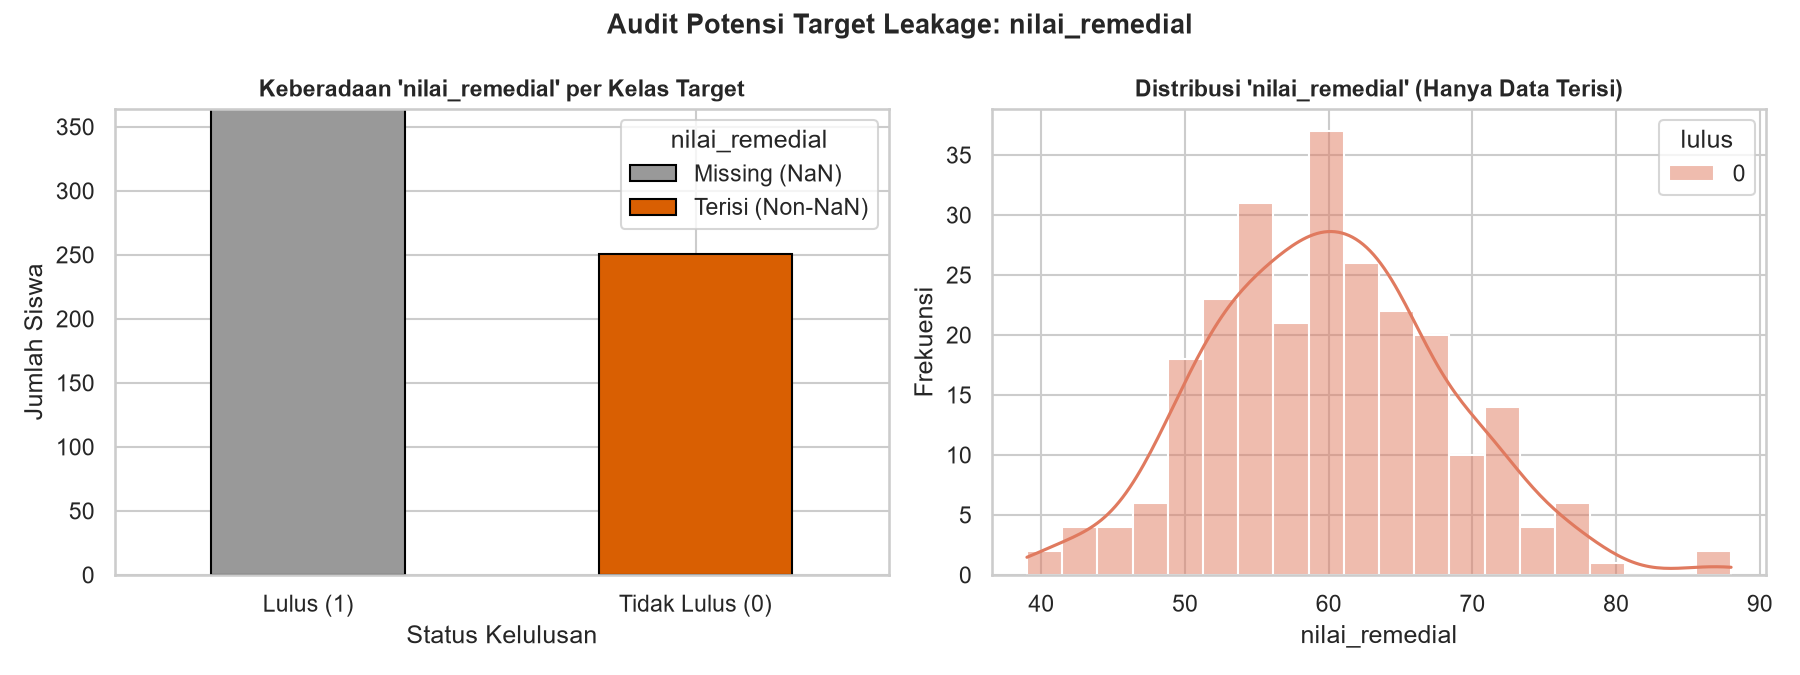 Audit Potensi Target Leakage: nilai_remedial
Keberadaan 'nilai_remedial' per Kelas Target
350
300
250
200
150
100
50
0
Jumlah Siswa
nilai_remedial
Missing (NaN)
Terisi (Non-NaN)
Lulus (1)
Tidak Lulus (0)
Status Kelulusan
Distribusi 'nilai_remedial' (Hanya Data Terisi)
35
30
25
20
15
10
5
0
Frekuensi
lulus
0
40
50
60
70
80
90
nilai_remedial